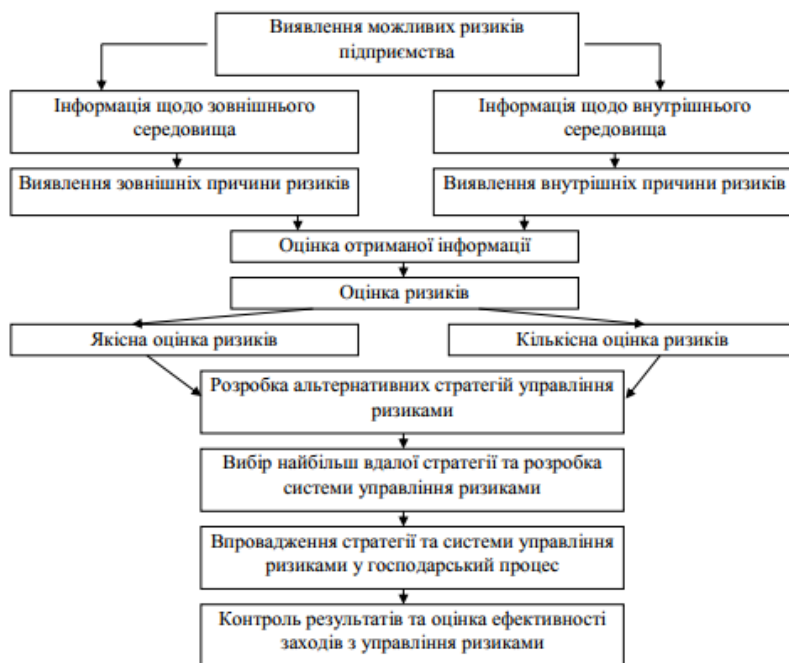 Виявлення можливих ризиків
підприємства
Інформація щодо зовнішнього
середовища
Інформація щодо внутрішнього
середовища
Виявлення зовнішніх причини ризиків
Виявлення внутрішніх причини ризиків
Оцінка отриманої інформації
Оцінка ризиків
Якісна оцінка ризиків
Кількісна оцінка ризиків
Розробка альтернативних стратегій управління
ризиками
Вибір найбільш вдалої стратегії та розробка
системи управління ризиками
Впровадження стратегії та системи управління
ризиками у господарський процес
Контроль результатів та оцінка ефективності
заходів з управління ризиками